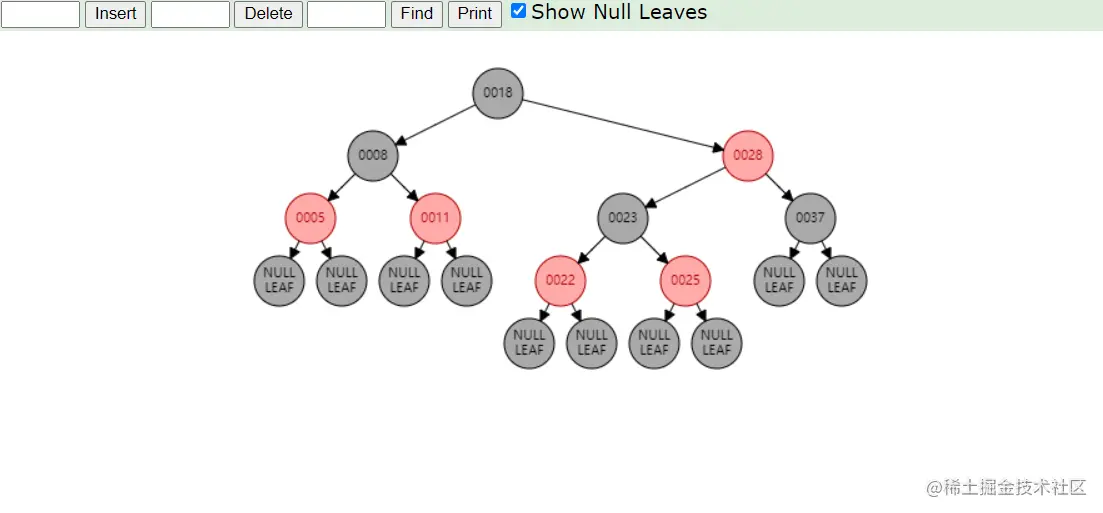 Insert Delete Find Print Show Null Leaves
0018
0008 0028
0005 0011 0023 0037
NULL LEAF NULL LEAF NULL LEAF NULL LEAF 0022 0025 NULL LEAF NULL LEAF
NULL LEAF NULL LEAF NULL LEAF NULL LEAF
@稀土掘金技术社区